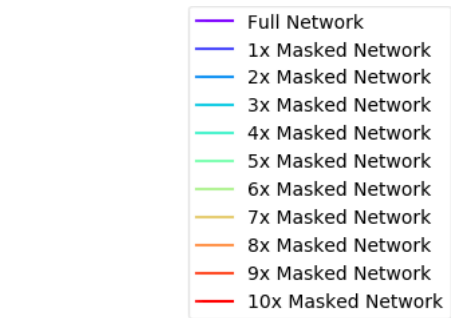 Full Network
1x Masked Network
2x Masked Network
3x Masked Network
4x Masked Network
5x Masked Network
6x Masked Network
7x Masked Network
8x Masked Network
9x Masked Network
10x Masked Network